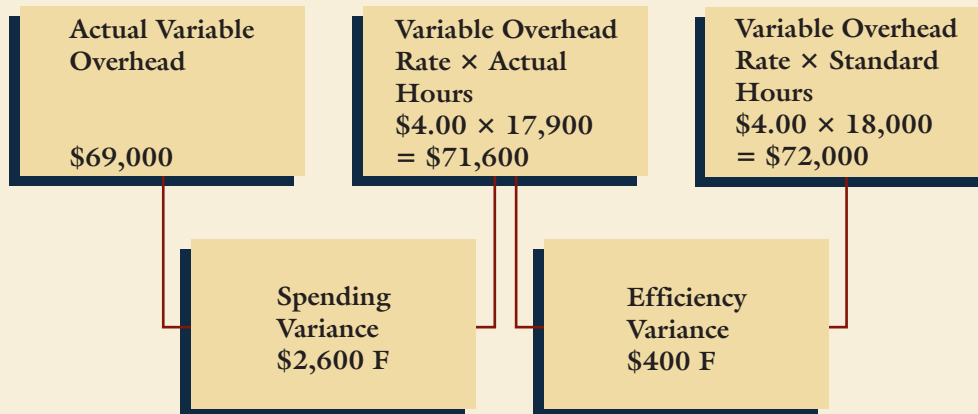 Actual Variable
Overhead
$69,000
Variable Overhead
Rate × Actual
Hours
$4.00 × 17,900
= $71,600
Variable Overhead
Rate × Standard
Hours
$4.00 × 18,000
= $72,000
Spending
Variance
$2,600 F
Efficiency
Variance
$400 F